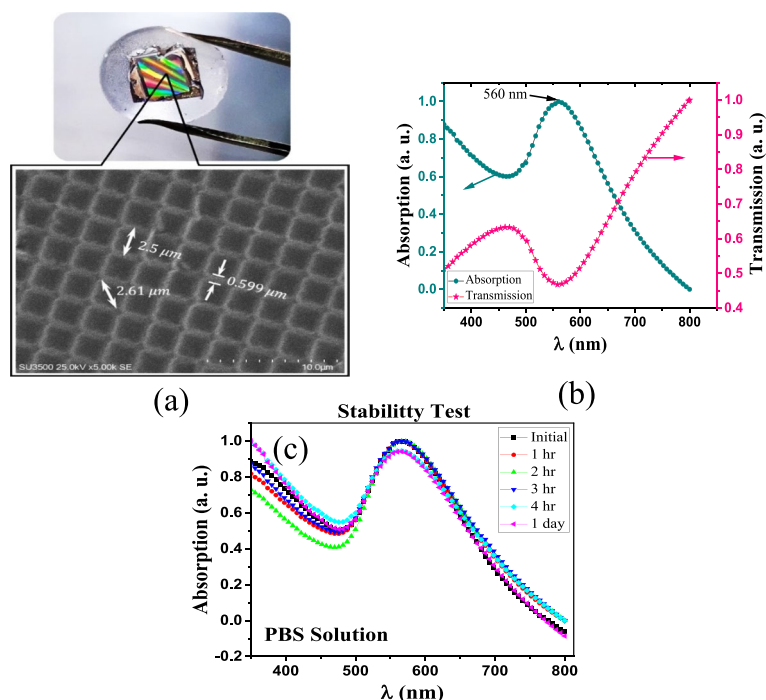 2.5 μm
2.61 μm
0.599 μm
SU3500 25.0kV x5.00k SE
10.0μm
(a)
560 nm
1.0
0.8
0.6
0.4
0.2
0.0
Absorption (a. u.)
1.0
0.9
0.8
0.7
0.6
0.5
0.4
Transmission (a. u.)
Absorption
Transmission
400 500 600 700 800
λ (nm)
(b)
Stabilitty Test
(c)
1.0
0.8
0.6
0.4
0.2
0.0
-0.2
Absorption (a. u.)
Initial
1 hr
2 hr
3 hr
4 hr
1 day
PBS Solution
400 500 600 700 800
λ (nm)